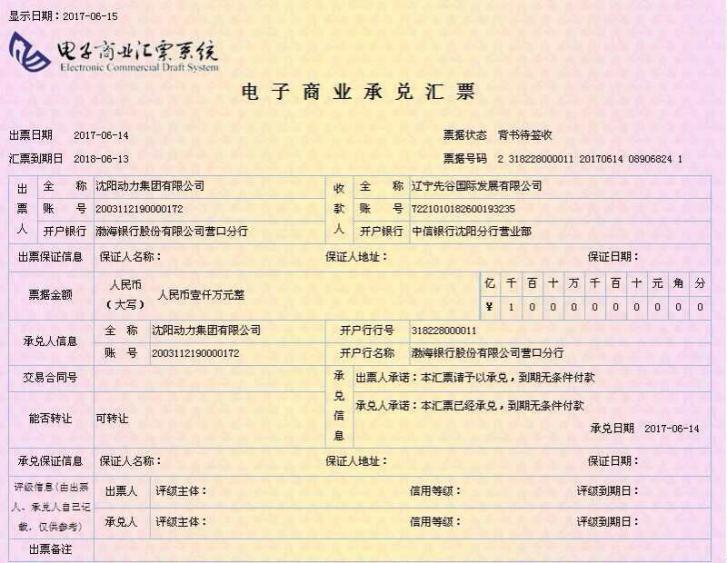 显示日期：2017-06-15
电子商业汇票系统
Electronic Commercial Draft System
电子商业承兑汇票
出票日期 2017-06-14 票据状态 背书待签收
汇票到期日 2018-06-13 票据号码 2 318228000011 20170614 08906824 1
出票人 全称 沈阳动力集团有限公司 收款人 全称 辽宁先谷国际发展有限公司
账号 2003112190000172 账号 7221010182600193235
开户银行 渤海银行股份有限公司营口分行 开户银行 中信银行沈阳分行营业部
出票保证信息 保证人名称： 保证人地址： 保证日期：
票据金额 人民币（大写） 人民币壹仟万元整 亿 千 百 十 万 千 百 十 元 角 分
¥ 1 0 0 0 0 0 0 0 0 0
承兑人信息 全称 沈阳动力集团有限公司 开户行行号 318228000011
账号 2003112190000172 开户行名称 渤海银行股份有限公司营口分行
交易合同号 承兑信息 出票人承诺：本汇票请予以承兑，到期无条件付款
能否转让 可转让 承兑人承诺：本汇票已经承兑，到期无条件付款
承兑日期 2017-06-14
承兑保证信息 保证人名称： 保证人地址： 保证日期：
评级信息（由出票人、承兑人自己记载，仅供参考） 出票人 评级主体： 信用等级： 评级到期日：
承兑人 评级主体： 信用等级： 评级到期日：
出票备注